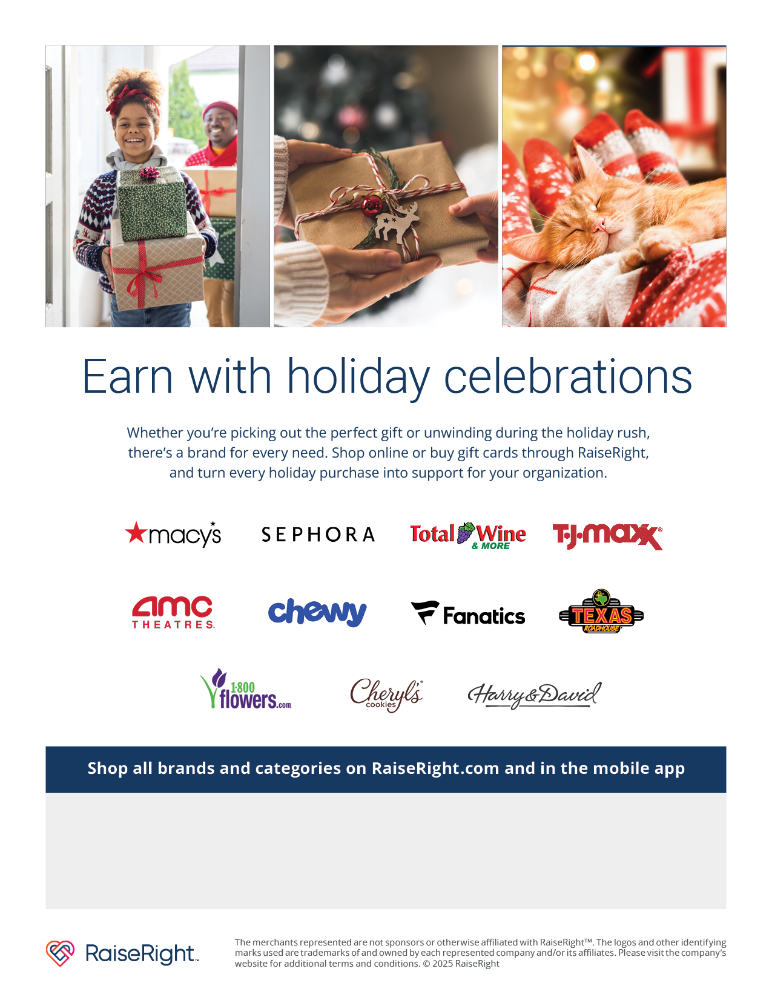 Earn with holiday celebrations
Whether you’re picking out the perfect gift or unwinding during the holiday rush,
there’s a brand for every need. Shop online or buy gift cards through RaiseRight,
and turn every holiday purchase into support for your organization.
macy's
SEPHORA
Total Wine
& MORE
T·J·maxx®
amc
THEATRES.
chewy
Fanatics
TEXAS
ROADHOUSE
1·800
flowers.com
Cheryl's®
cookies
Harry & David
Shop all brands and categories on RaiseRight.com and in the mobile app
RaiseRight™
The merchants represented are not sponsors or otherwise affiliated with RaiseRight™. The logos and other identifying
marks used are trademarks of and owned by each represented company and/or its affiliates. Please visit the company’s
website for additional terms and conditions. © 2025 RaiseRight